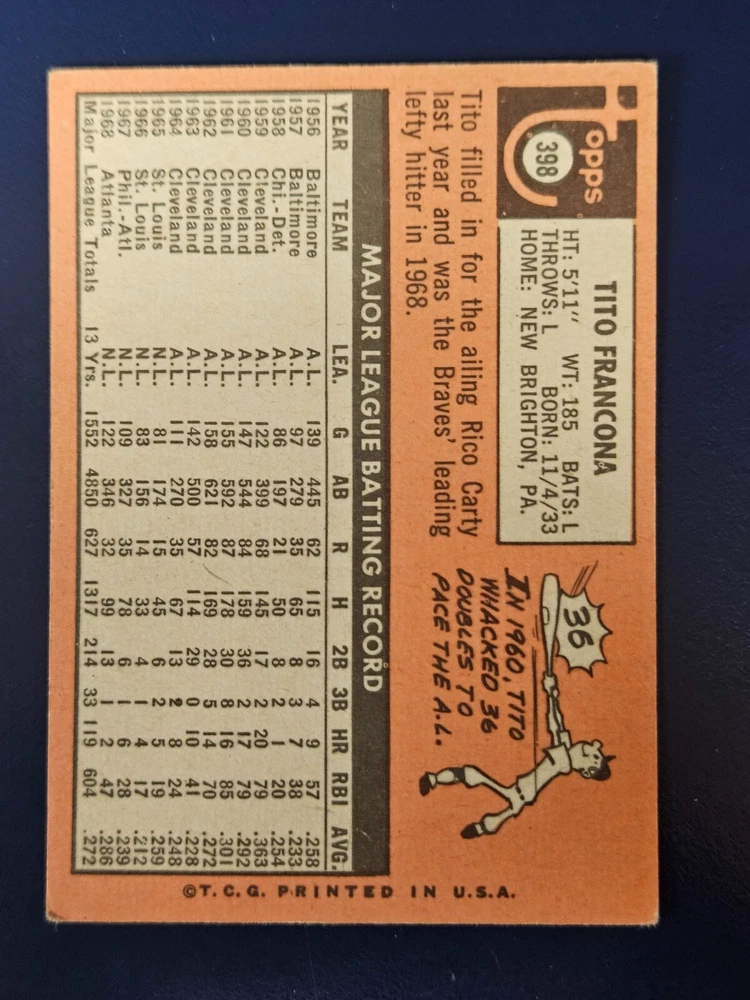 Topps
398
TITO FRANCONA
HT: 5'11" WT: 185 BATS: L
THROWS: L BORN: 11/4/33
HOME: NEW BRIGHTON, PA.
Tito filled in for the ailing Rico Carty
last year and was the Braves' leading
lefty hitter in 1968.
36
IN 1960, TITO
WHACKED 36
DOUBLES TO
PACE THE A.L.
MAJOR LEAGUE BATTING RECORD
YEAR TEAM LEA. G AB R H 2B 3B HR RBI AVG.
1956 Baltimore A.L. 139 445 62 115 16 4 9 57 .258
1957 Baltimore A.L. 97 279 35 65 8 3 7 38 .233
1958 Chi.-Det. A.L. 86 197 21 50 8 2 1 20 .254
1959 Cleveland A.L. 122 399 68 145 17 2 20 79 .363
1960 Cleveland A.L. 147 544 84 159 36 2 17 79 .292
1961 Cleveland A.L. 155 592 87 178 30 8 16 85 .301
1962 Cleveland A.L. 158 621 82 169 28 5 14 70 .272
1963 Cleveland A.L. 142 500 57 114 29 0 10 41 .228
1964 Cleveland A.L. 111 270 35 67 13 2 8 24 .248
1965 St. Louis N.L. 81 174 15 45 6 2 5 19 .259
1966 St. Louis N.L. 83 156 14 33 4 1 4 17 .212
1967 Phil.-Atl. N.L. 109 327 35 78 6 1 6 28 .239
1968 Atlanta N.L. 122 346 32 99 13 1 2 47 .286
Major League Totals 13 Yrs. 1552 4850 627 1317 214 33 119 604 .272
©T.C.G. PRINTED IN U.S.A.